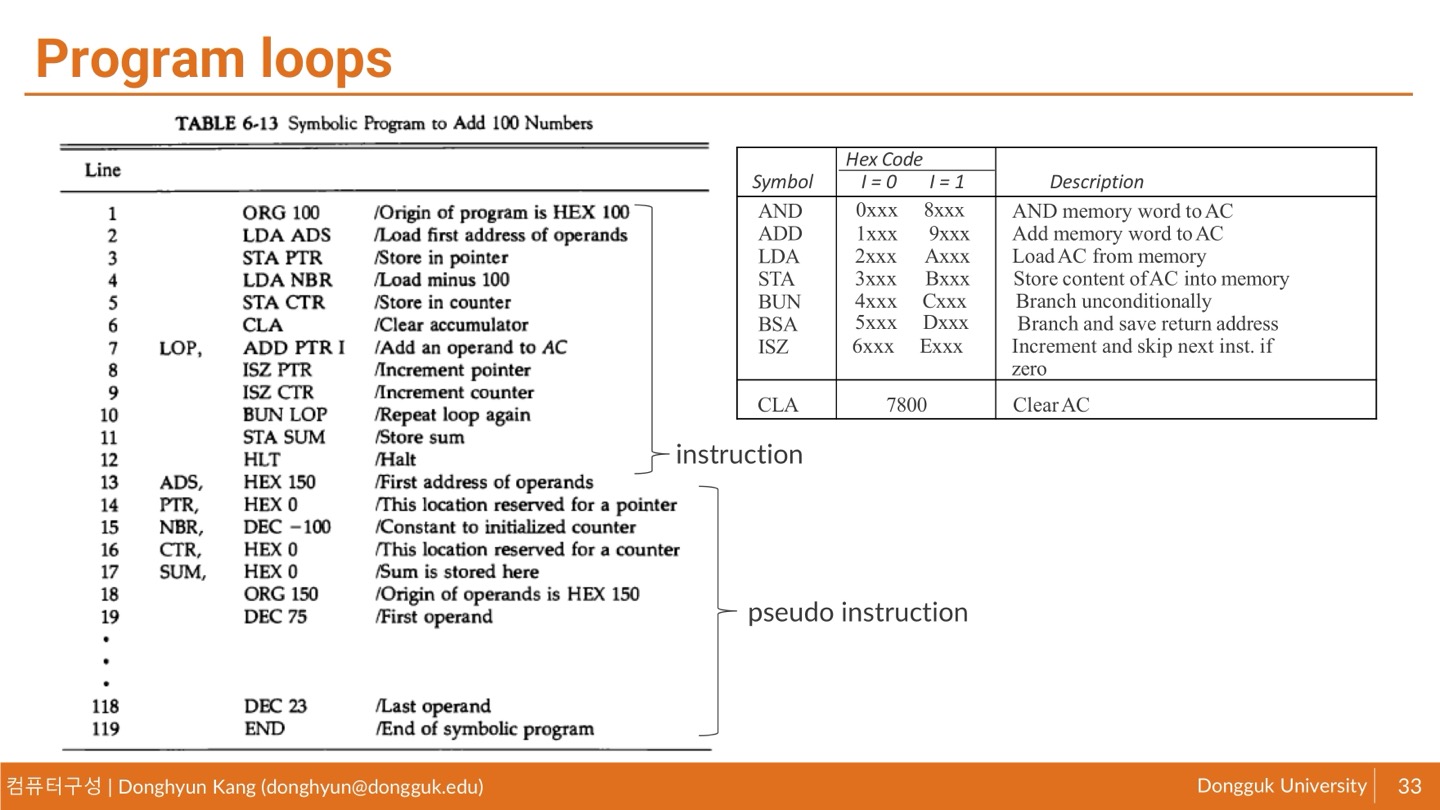 Program loops
TABLE 6-13 Symbolic Program to Add 100 Numbers
Line
1 ORG 100 /Origin of program is HEX 100
2 LDA ADS /Load first address of operands
3 STA PTR /Store in pointer
4 LDA NBR /Load minus 100
5 STA CTR /Store in counter
6 CLA /Clear accumulator
7 LOP, ADD PTR I /Add an operand to AC
8 ISZ PTR /Increment pointer
9 ISZ CTR /Increment counter
10 BUN LOP /Repeat loop again
11 STA SUM /Store sum
12 HLT /Halt
13 ADS, HEX 150 /First address of operands
14 PTR, HEX 0 /This location reserved for a pointer
15 NBR, DEC −100 /Constant to initialized counter
16 CTR, HEX 0 /This location reserved for a counter
17 SUM, HEX 0 /Sum is stored here
18 ORG 150 /Origin of operands is HEX 150
19 DEC 75 /First operand
.
.
.
118 DEC 23 /Last operand
119 END /End of symbolic program
instruction
pseudo instruction
Hex Code
Symbol I = 0 I = 1 Description
AND 0xxx 8xxx AND memory word to AC
ADD 1xxx 9xxx Add memory word to AC
LDA 2xxx Axxx Load AC from memory
STA 3xxx Bxxx Store content of AC into memory
BUN 4xxx Cxxx Branch unconditionally
BSA 5xxx Dxxx Branch and save return address
ISZ 6xxx Exxx Increment and skip next inst. if
zero
CLA 7800 Clear AC
컴퓨터구성 | Donghyun Kang (donghyun@dongguk.edu)
Dongguk University 33